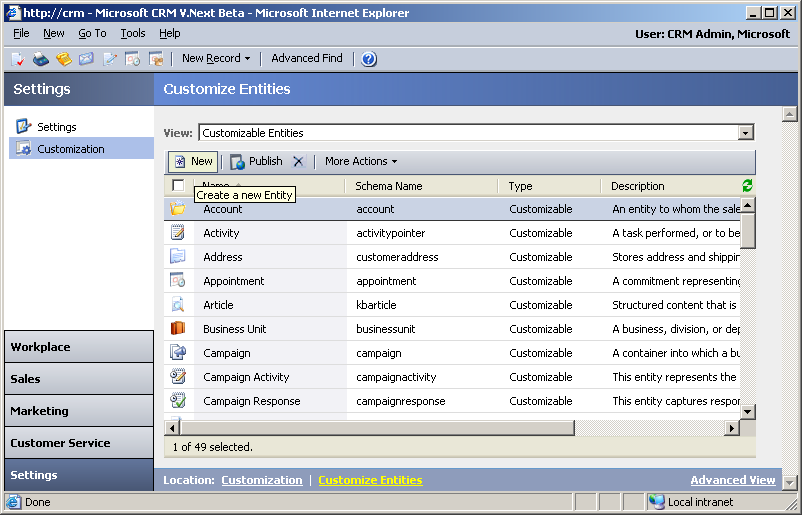 http://crm - Microsoft CRM V.Next Beta - Microsoft Internet Explorer
File New Go To Tools Help User: CRM Admin, Microsoft
New Record Advanced Find
Settings Customize Entities
Settings
Customization
View: Customizable Entities
New Publish More Actions
Name Schema Name Type Description
Create a new Entity
Account account Customizable An entity to whom the sale
Activity activitypointer Customizable A task performed, or to be
Address customeraddress Customizable Stores address and shippin
Appointment appointment Customizable A commitment representing
Article kbarticle Customizable Structured content that is
Business Unit businessunit Customizable A business, division, or dep
Campaign campaign Customizable A container into which a bu
Campaign Activity campaignactivity Customizable This entity represents the
Campaign Response campaignresponse Customizable This entity captures respor
1 of 49 selected.
Workplace
Sales
Marketing
Customer Service
Settings
Location: Customization | Customize Entities Advanced View
Done Local intranet